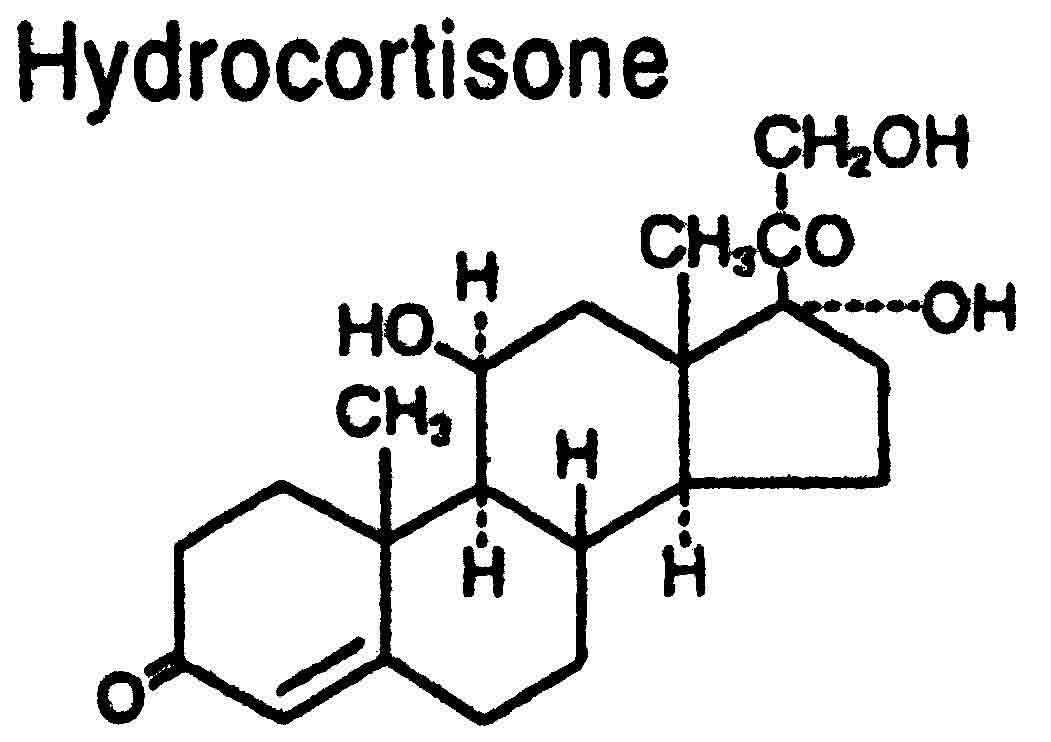 Hydrocortisone
CH₂OH
CH₃CO
H
HO
OH
CH₃
H
H
H
O